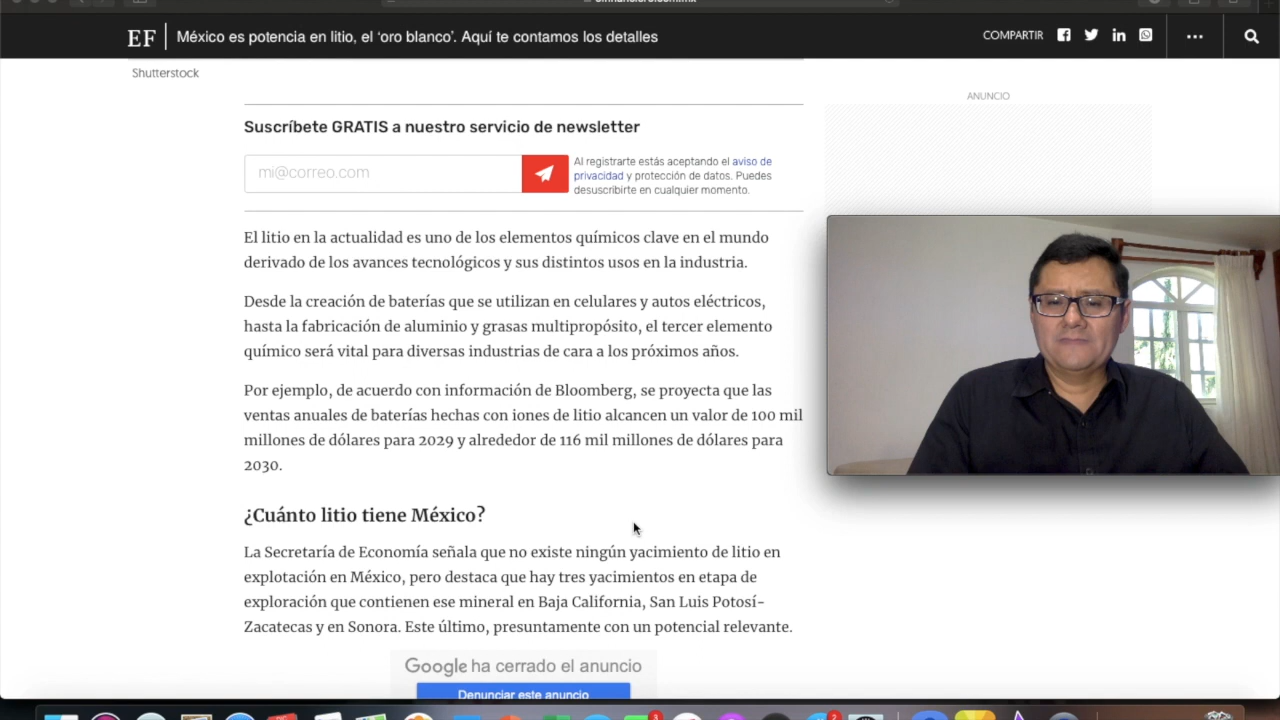 EF México es potencia en litio, el ‘oro blanco’. Aquí te contamos los detalles
COMPARTIR
Shutterstock
ANUNCIO
Suscríbete GRATIS a nuestro servicio de newsletter
mi@correo.com
Al registrarte estás aceptando el aviso de
privacidad y protección de datos. Puedes
desuscribirte en cualquier momento.
El litio en la actualidad es uno de los elementos químicos clave en el mundo
derivado de los avances tecnológicos y sus distintos usos en la industria.
Desde la creación de baterías que se utilizan en celulares y autos eléctricos,
hasta la fabricación de aluminio y grasas multipropósito, el tercer elemento
químico será vital para diversas industrias de cara a los próximos años.
Por ejemplo, de acuerdo con información de Bloomberg, se proyecta que las
ventas anuales de baterías hechas con iones de litio alcancen un valor de 100 mil
millones de dólares para 2029 y alrededor de 116 mil millones de dólares para
2030.
¿Cuánto litio tiene México?
La Secretaría de Economía señala que no existe ningún yacimiento de litio en
explotación en México, pero destaca que hay tres yacimientos en etapa de
exploración que contienen ese mineral en Baja California, San Luis Potosí-
Zacatecas y en Sonora. Este último, presuntamente con un potencial relevante.
Google ha cerrado el anuncio
Denunciar este anuncio
3
2